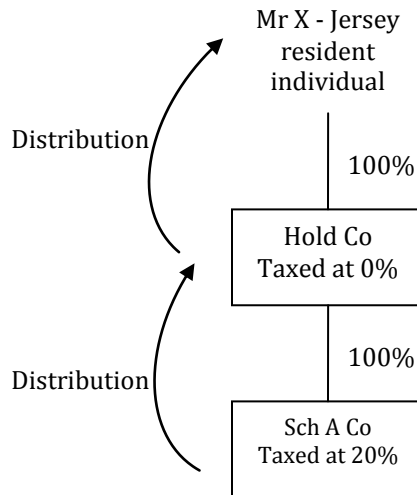 Mr X - Jersey
resident
individual
Distribution
100%
Hold Co
Taxed at 0%
100%
Distribution
Sch A Co
Taxed at 20%